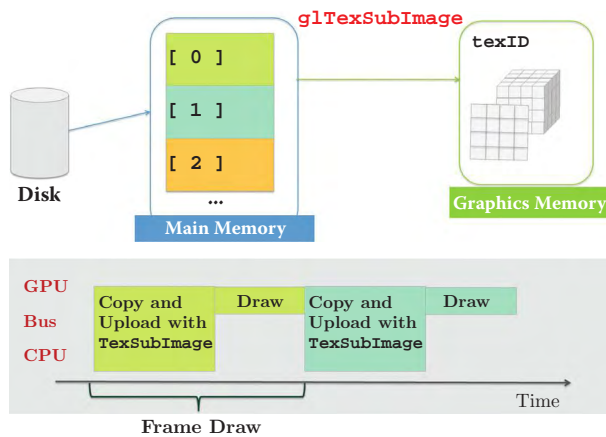 glTexSubImage
texID
[ 0 ]
[ 1 ]
[ 2 ]
...
Disk
Main Memory
Graphics Memory
GPU
Bus
CPU
Copy and
Upload with
TexSubImage
Draw
Copy and
Upload with
TexSubImage
Draw
Time
Frame Draw